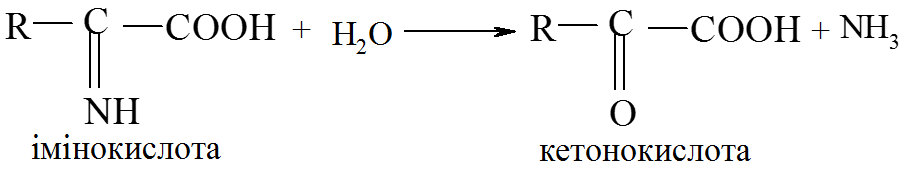 R—C—COOH + H₂O ⟶ R—C—COOH + NH₃
NH O
імінокислота кетонокислота